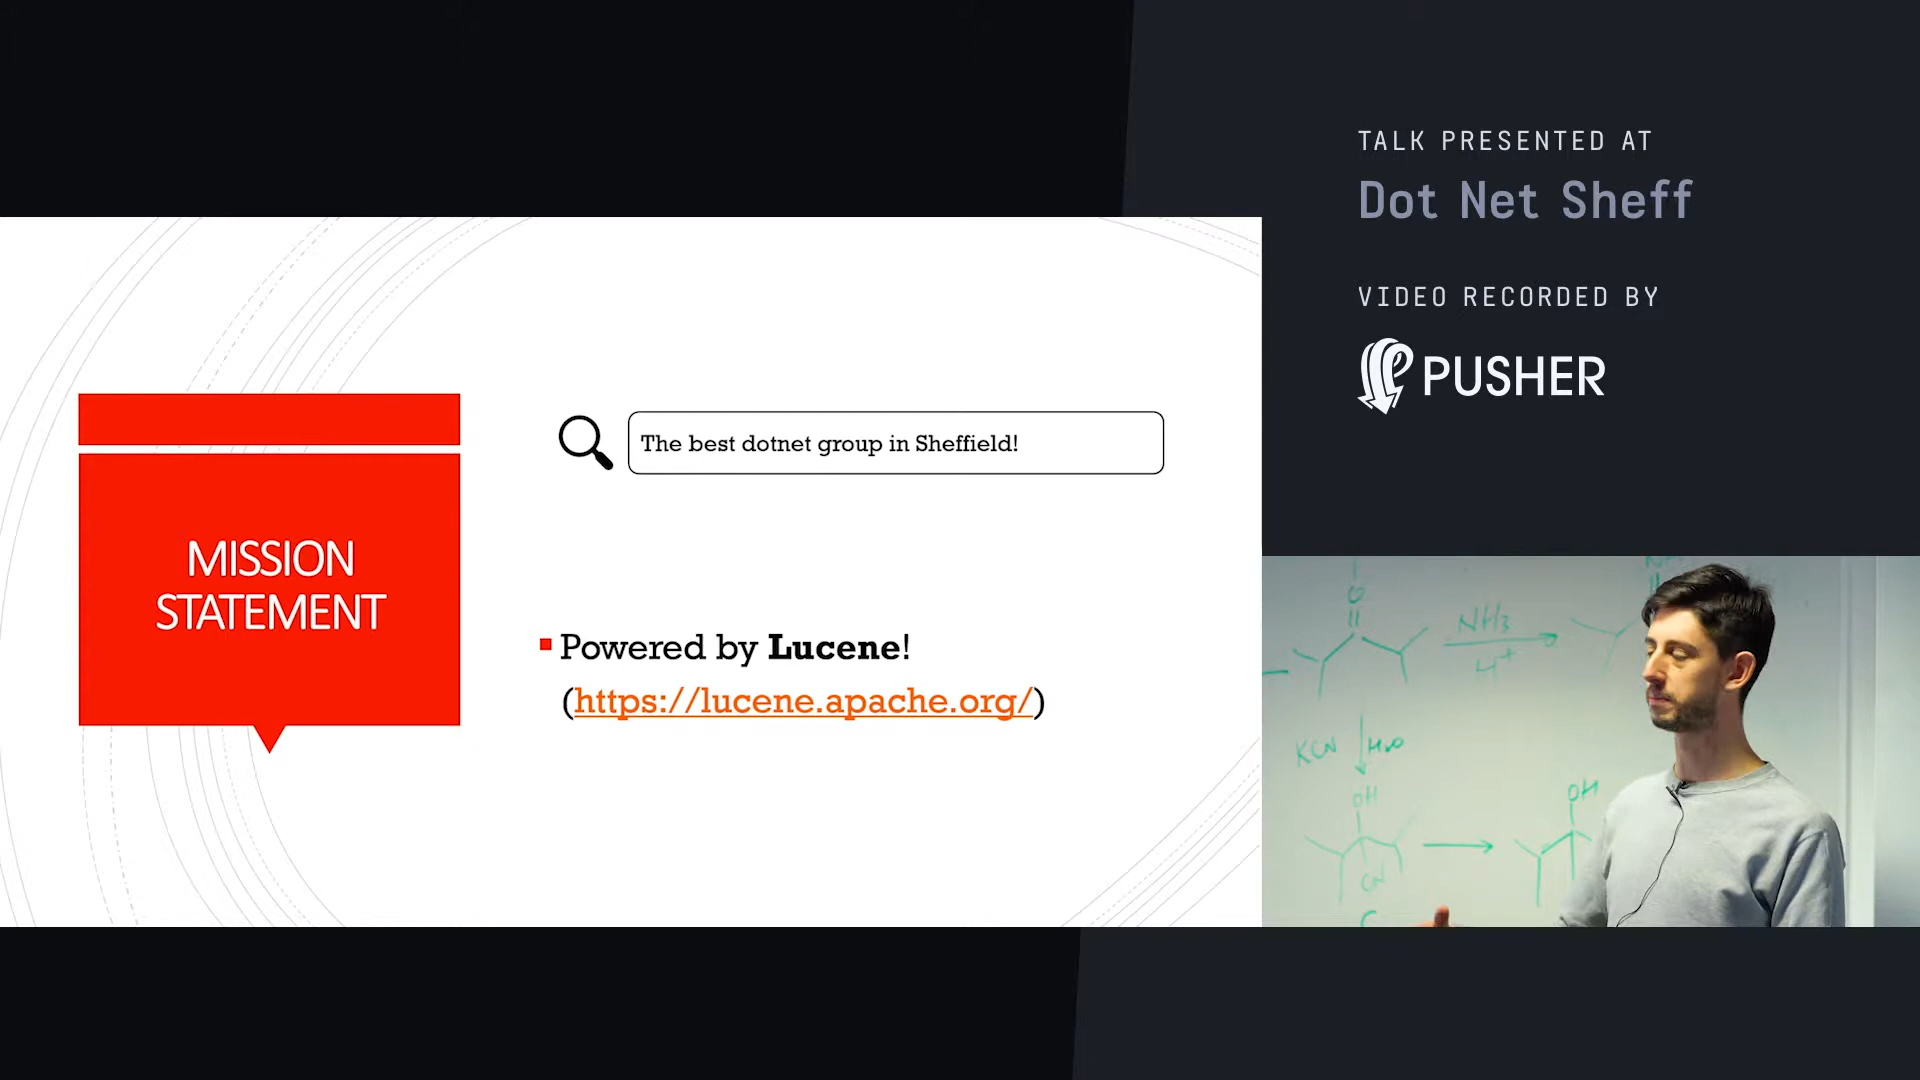 TALK PRESENTED AT
Dot Net Sheff
VIDEO RECORDED BY
PUSHER
The best dotnet group in Sheffield!
MISSION
STATEMENT
Powered by Lucene!
(https://lucene.apache.org/)
NH3
H+
KCN
H2O
OH
CN
OH